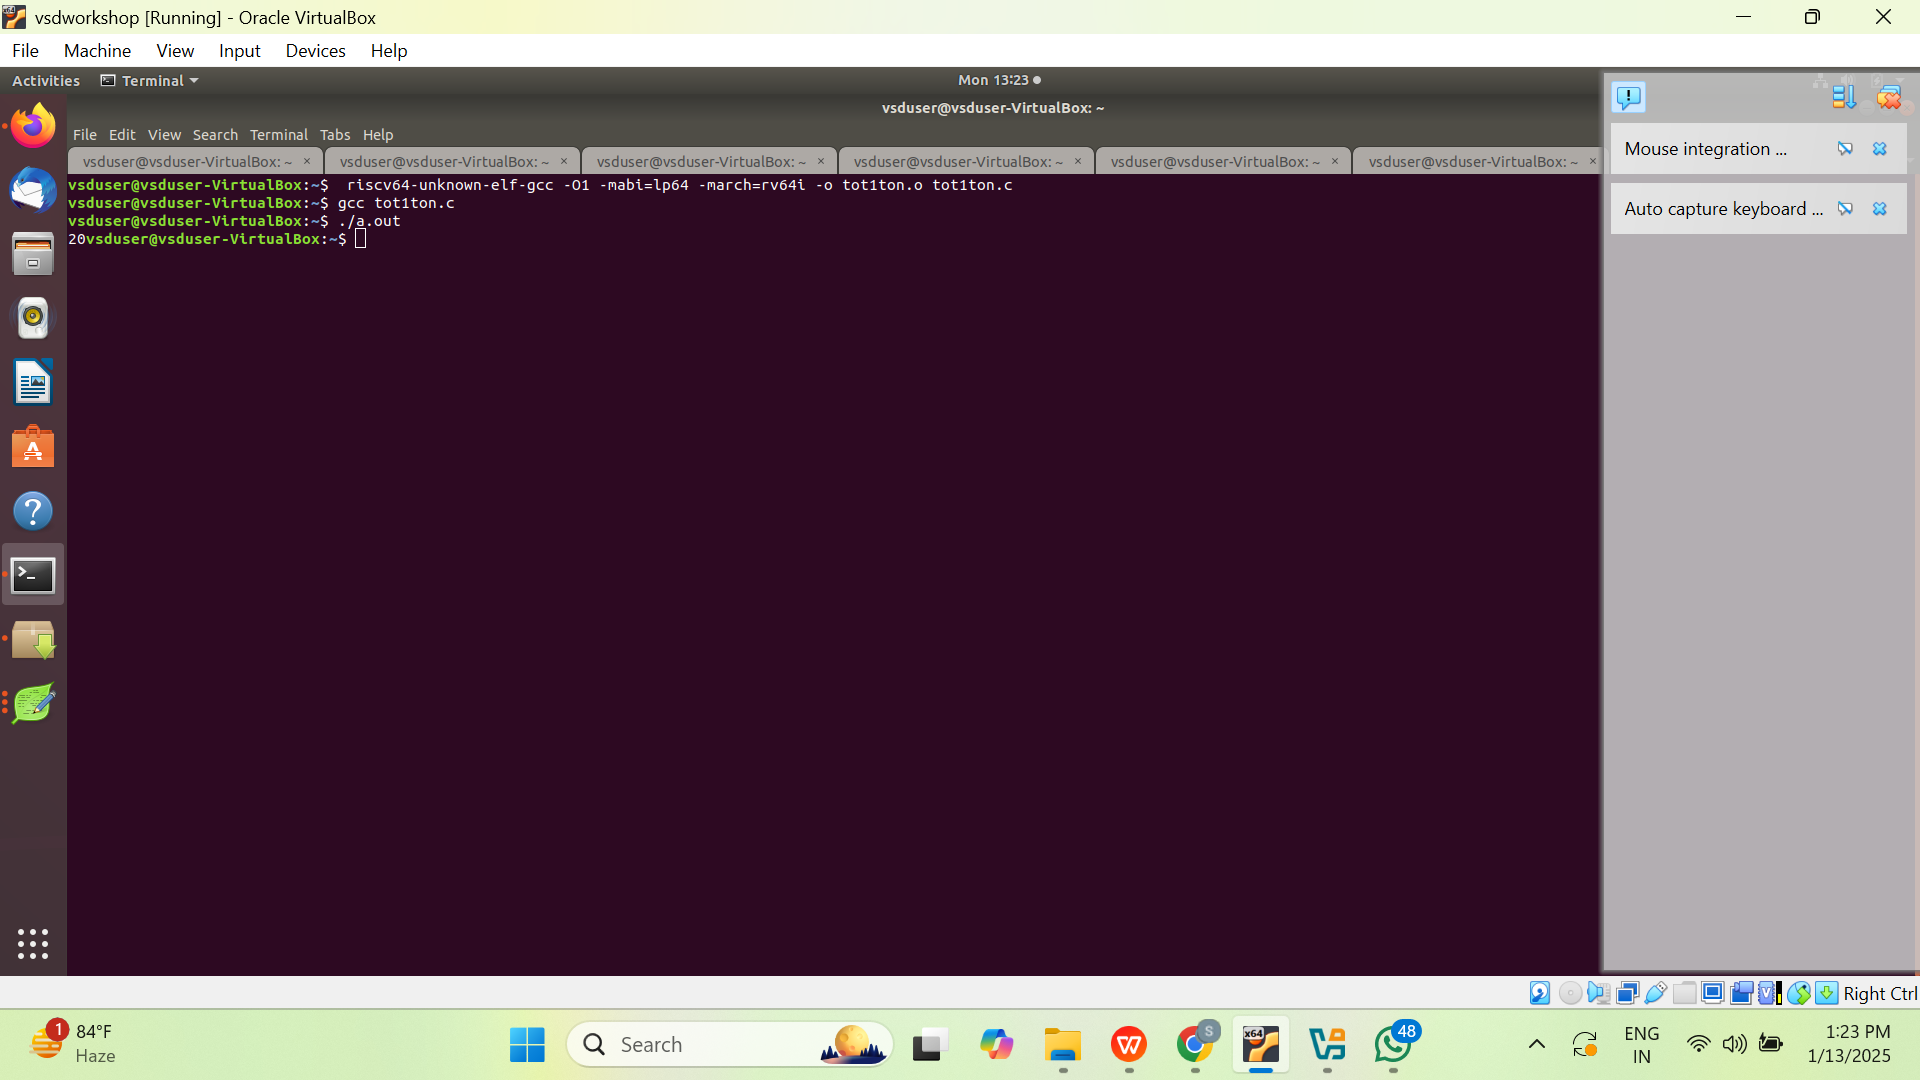 vsdworkshop [Running] - Oracle VirtualBox
File Machine View Input Devices Help
Activities Terminal Mon 13:23
vsduser@vsduser-VirtualBox: ~
File Edit View Search Terminal Tabs Help
vsduser@vsduser-VirtualBox: ~ × vsduser@vsduser-VirtualBox: ~ × vsduser@vsduser-VirtualBox: ~ × vsduser@vsduser-VirtualBox: ~ × vsduser@vsduser-VirtualBox: ~ × vsduser@vsduser-VirtualBox: ~ ×
vsduser@vsduser-VirtualBox:~$  riscv64-unknown-elf-gcc -O1 -mabi=lp64 -march=rv64i -o tot1ton.o tot1ton.c
vsduser@vsduser-VirtualBox:~$ gcc tot1ton.c
vsduser@vsduser-VirtualBox:~$ ./a.out
20vsduser@vsduser-VirtualBox:~$
Mouse integration ...
Auto capture keyboard ...
Right Ctrl
1
84°F
Haze
Search
W
S
x64
48
ENG
IN
1:23 PM
1/13/2025